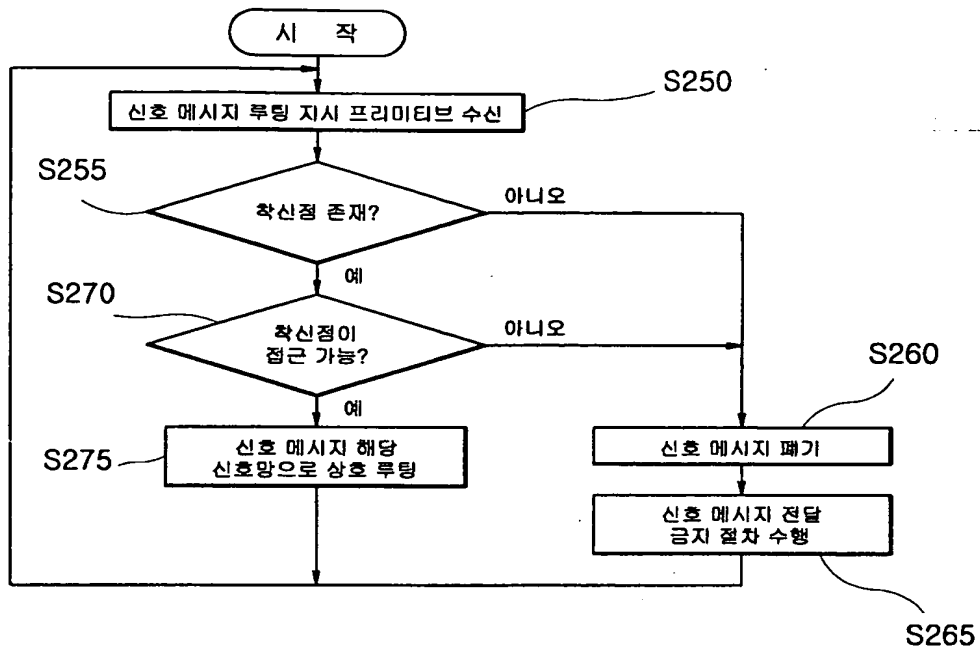 시 작
S250
신호 메시지 루팅 지시 프리미티브 수신
S255
착신점 존재?
아니오
예
S270
착신점이
접근 가능?
아니오
예
S260
S275
신호 메시지 해당
신호망으로 상호 루팅
신호 메시지 폐기
신호 메시지 전달
금지 절차 수행
S265